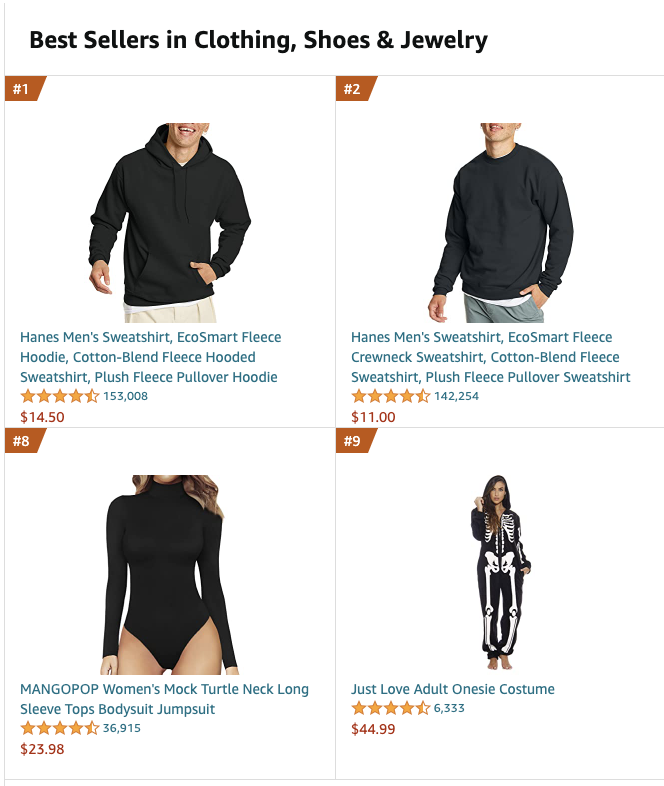 Best Sellers in Clothing, Shoes & Jewelry
#1
Hanes Men's Sweatshirt, EcoSmart Fleece
Hoodie, Cotton-Blend Fleece Hooded
Sweatshirt, Plush Fleece Pullover Hoodie
153,008
$14.50
#2
Hanes Men's Sweatshirt, EcoSmart Fleece
Crewneck Sweatshirt, Cotton-Blend Fleece
Sweatshirt, Plush Fleece Pullover Sweatshirt
142,254
$11.00
#8
MANGOPOP Women's Mock Turtle Neck Long
Sleeve Tops Bodysuit Jumpsuit
36,915
$23.98
#9
Just Love Adult Onesie Costume
6,333
$44.99